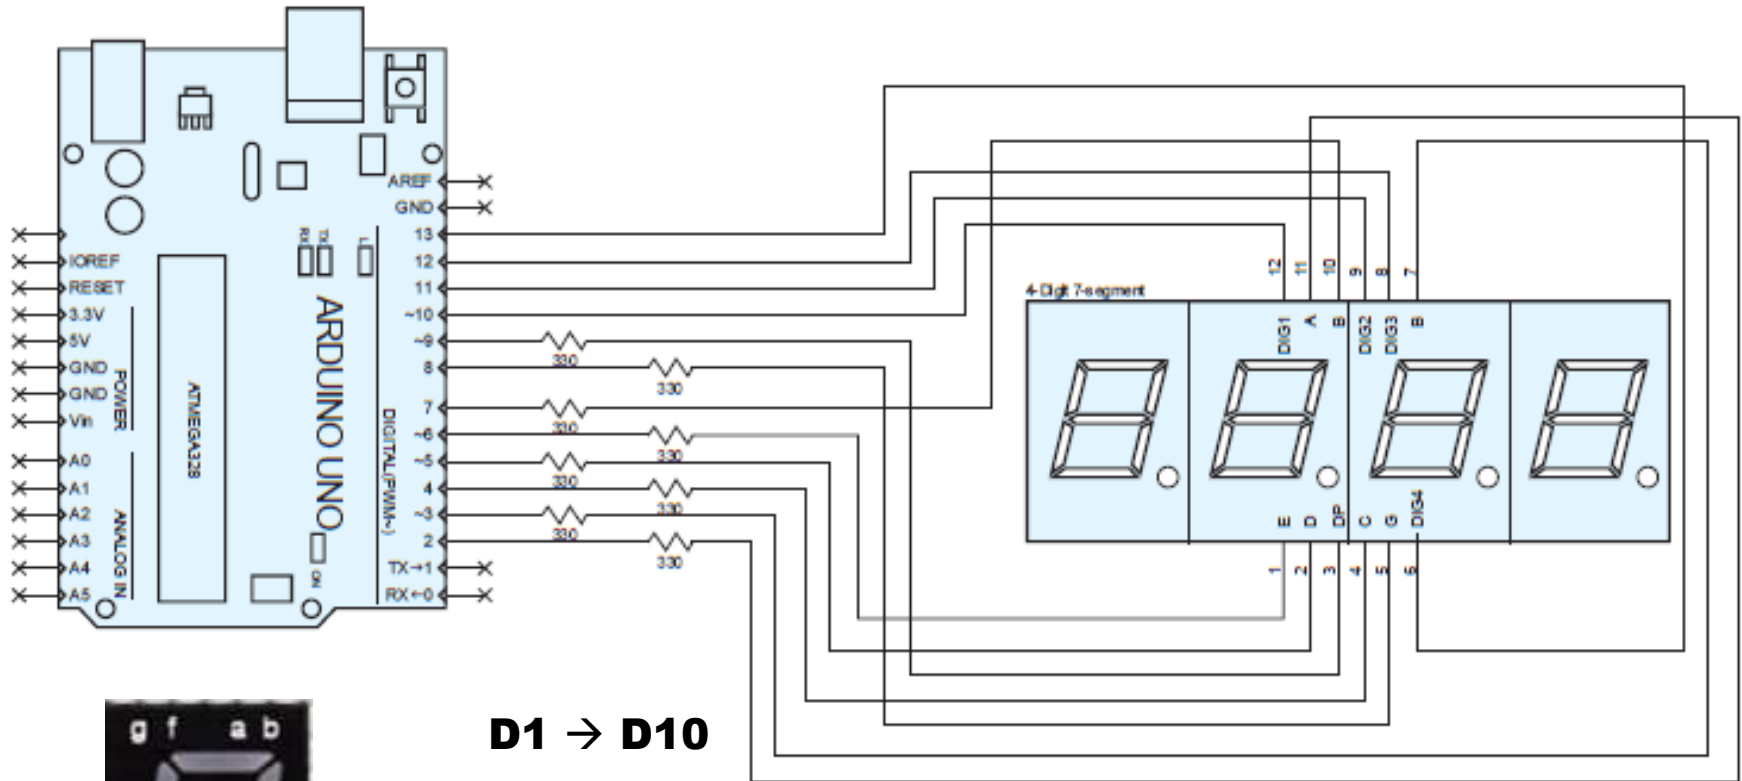 AREF
GND
13
12
11
~10
~9
8
7
~6
~5
4
~3
2
TX→1
RX←0
IOREF
RESET
3.3V
5V
GND
GND
Vin
A0
A1
A2
A3
A4
A5
POWER
ANALOG IN
ATMEGA328
RX
TX
L
ARDUINO UNO
ON
DIGITAL(PWM~)
330
330
330
330
330
330
330
330
4-Digit 7-segment
12
11
10
9
8
7
DIG1
A
B
DIG2
DIG3
B
E
D
DP
C
G
DIG4
1
2
3
4
5
6
g f a b
D1 → D10